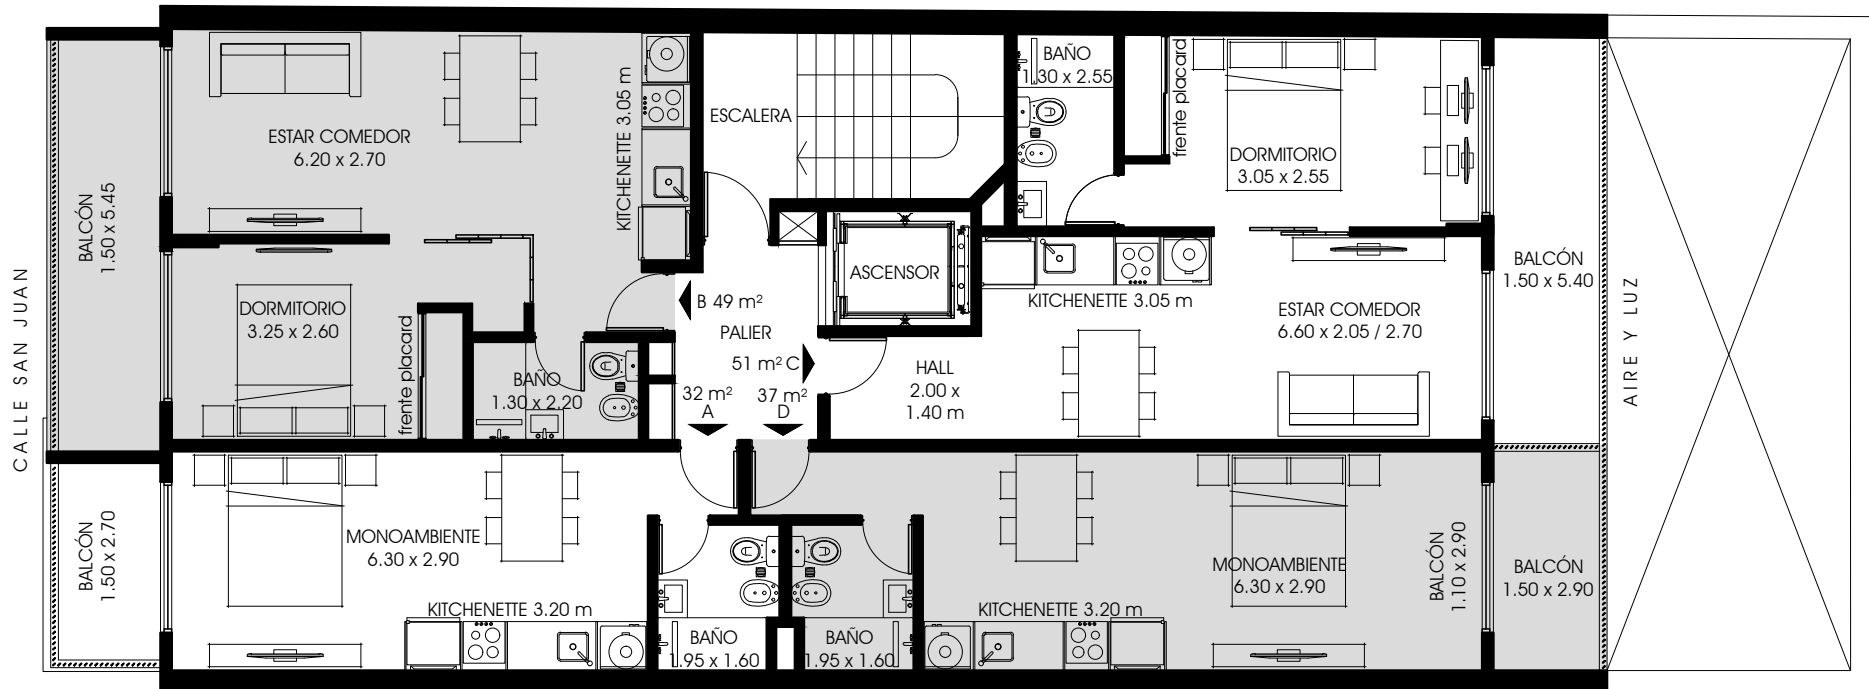 CALLE SAN JUAN
BALCÓN
1.50 x 5.45
ESTAR COMEDOR
6.20 x 2.70
KITCHENETTE 3.05 m
DORMITORIO
3.25 x 2.60
frente placard
BAÑO
1.30 x 2.20
ESCALERA
ASCENSOR
B 49 m²
PALIER
51 m² C
32 m²
A
37 m²
D
BAÑO
1.30 x 2.55
frente placard
DORMITORIO
3.05 x 2.55
KITCHENETTE 3.05 m
HALL
2.00 x
1.40 m
ESTAR COMEDOR
6.60 x 2.05 / 2.70
BALCÓN
1.50 x 5.40
AIRE Y LUZ
BALCÓN
1.50 x 2.70
MONOAMBIENTE
6.30 x 2.90
KITCHENETTE 3.20 m
BAÑO
1.95 x 1.60
BAÑO
1.95 x 1.60
KITCHENETTE 3.20 m
MONOAMBIENTE
6.30 x 2.90
BALCÓN
1.10 x 2.90
BALCÓN
1.50 x 2.90